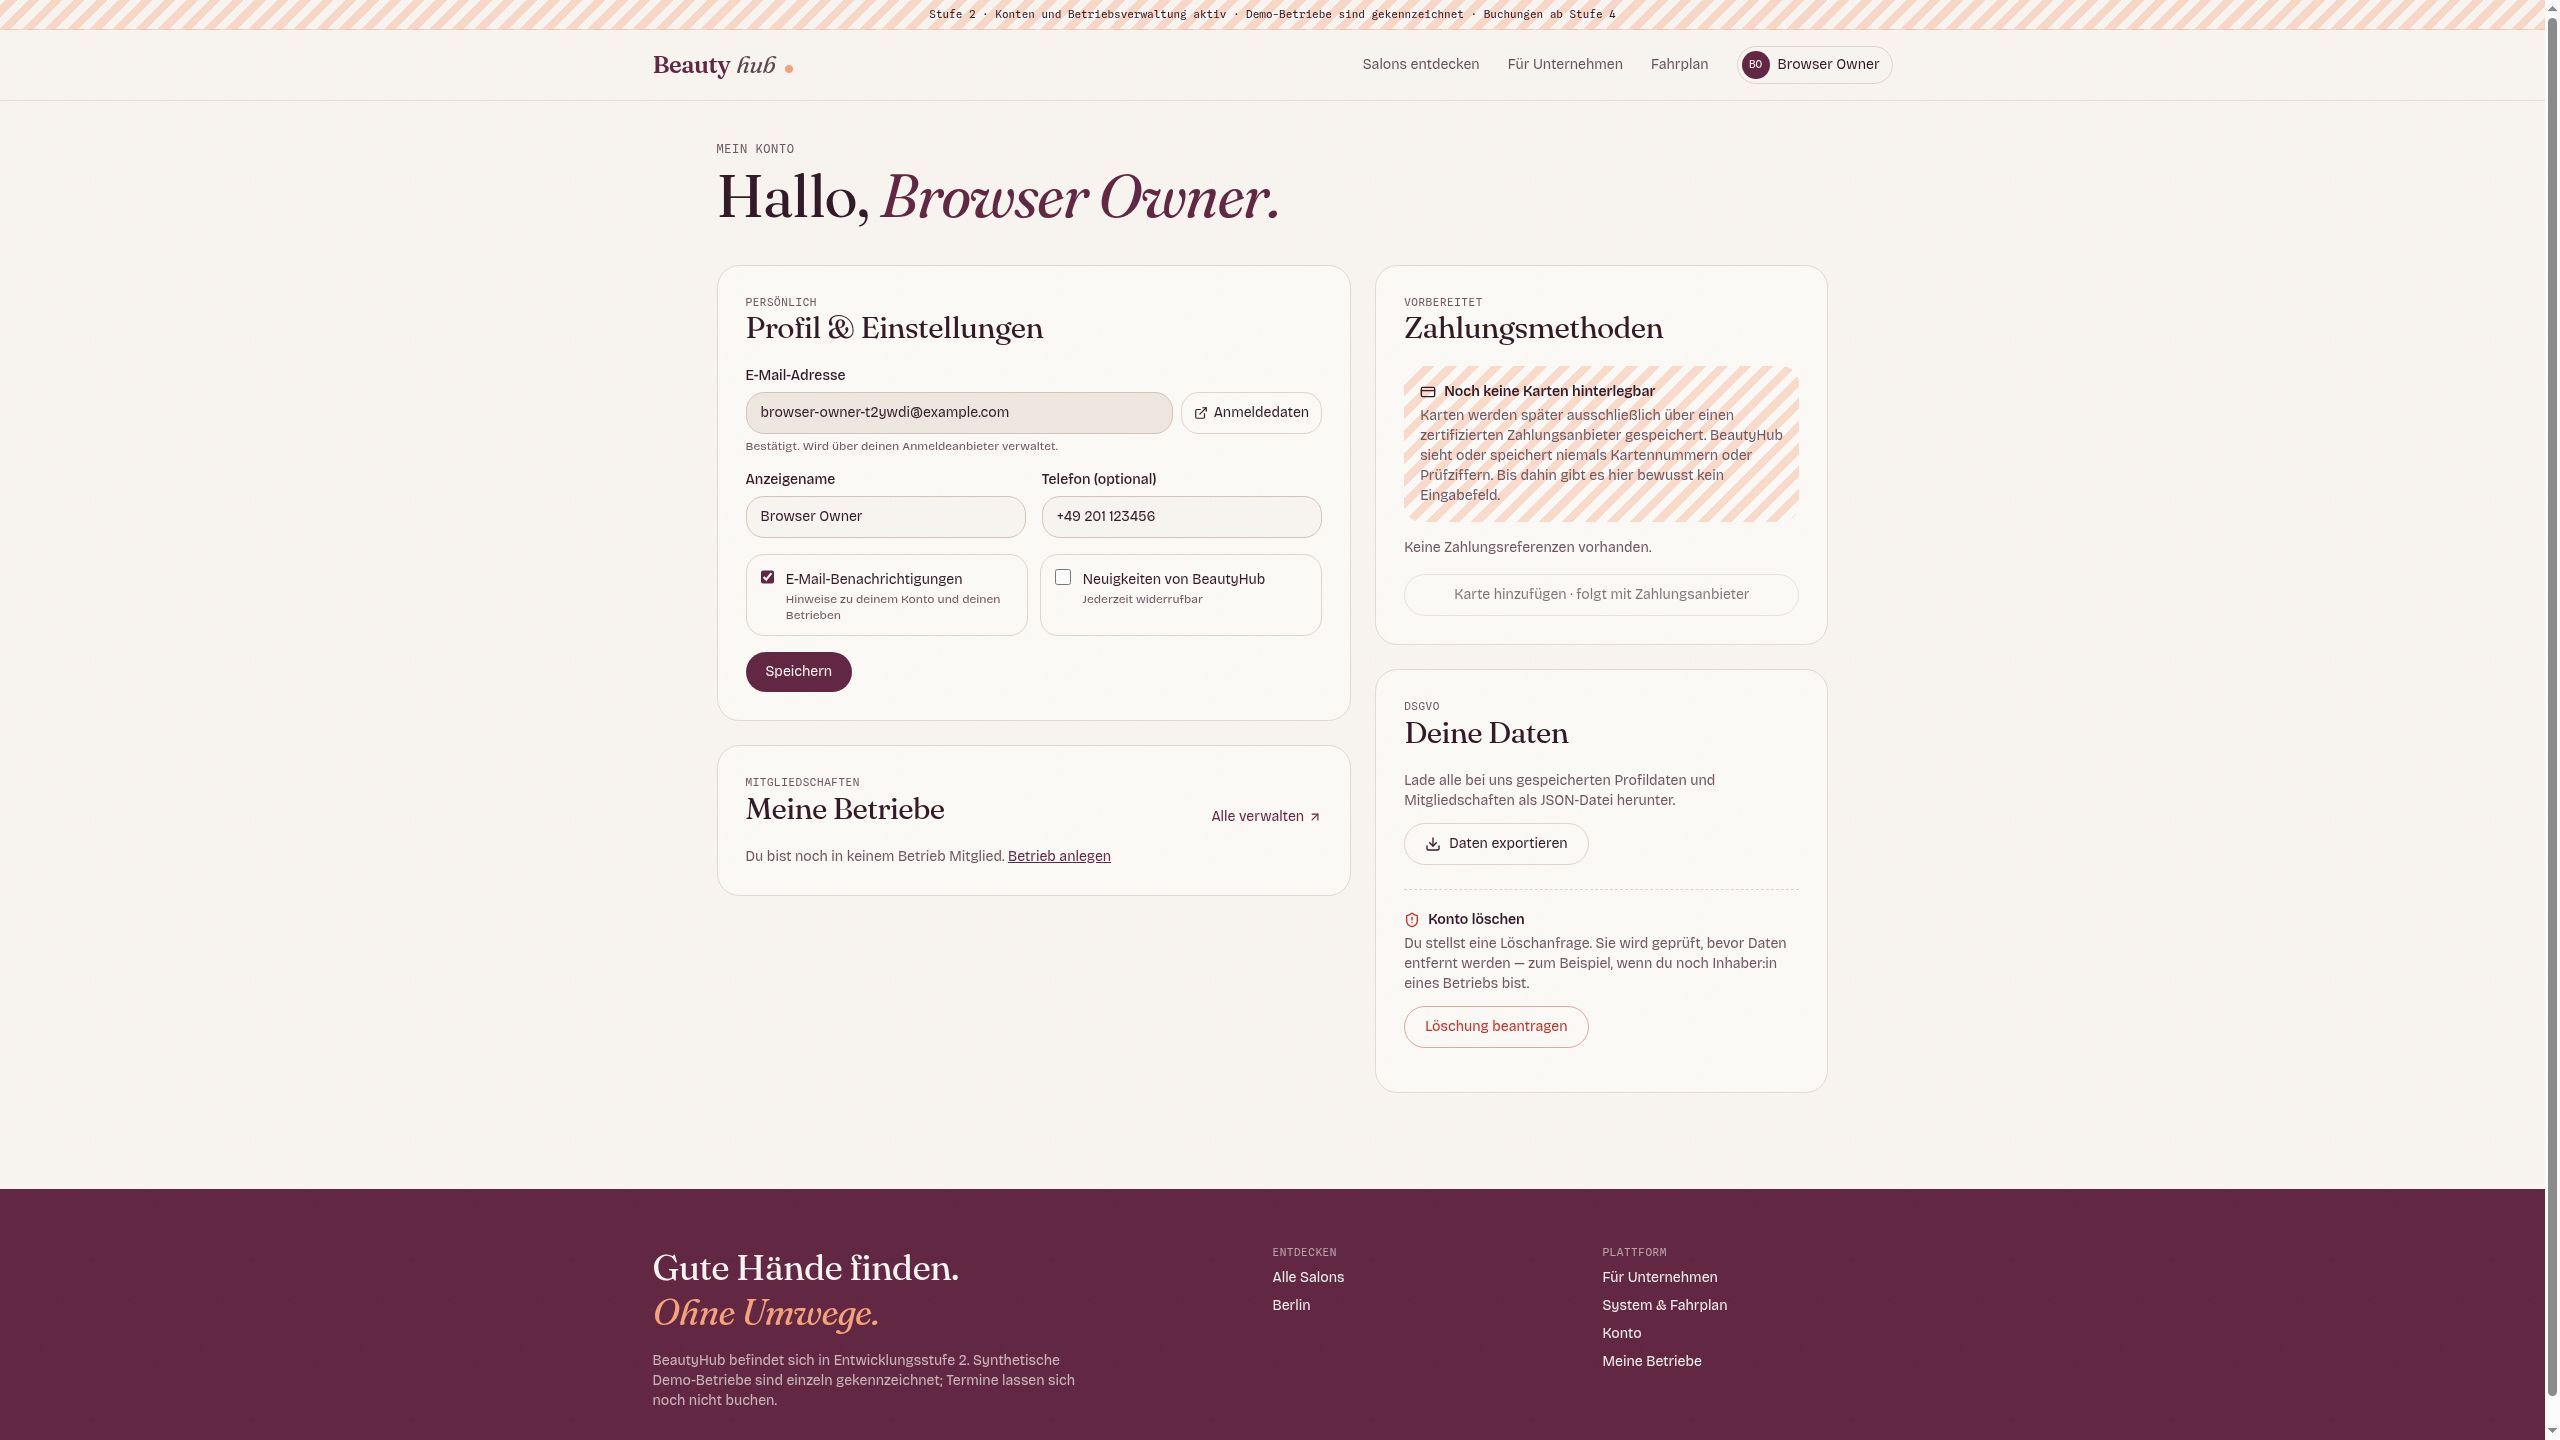 Stufe 2 · Konten und Betriebsverwaltung aktiv · Demo-Betriebe sind gekennzeichnet · Buchungen ab Stufe 4
Beauty hub
Salons entdecken
Für Unternehmen
Fahrplan
BO
Browser Owner
MEIN KONTO
Hallo, Browser Owner.
PERSÖNLICH
Profil & Einstellungen
E-Mail-Adresse
browser-owner-t2ywdi@example.com
Anmeldedaten
Bestätigt. Wird über deinen Anmeldeanbieter verwaltet.
Anzeigename
Telefon (optional)
Browser Owner
+49 201 123456
E-Mail-Benachrichtigungen
Hinweise zu deinem Konto und deinen
Betrieben
Neuigkeiten von BeautyHub
Jederzeit widerrufbar
Speichern
MITGLIEDSCHAFTEN
Meine Betriebe
Alle verwalten
Du bist noch in keinem Betrieb Mitglied. Betrieb anlegen
VORBEREITET
Zahlungsmethoden
Noch keine Karten hinterlegbar
Karten werden später ausschließlich über einen
zertifizierten Zahlungsanbieter gespeichert. BeautyHub
sieht oder speichert niemals Kartennummern oder
Prüfziffern. Bis dahin gibt es hier bewusst kein
Eingabefeld.
Keine Zahlungsreferenzen vorhanden.
Karte hinzufügen · folgt mit Zahlungsanbieter
DSGVO
Deine Daten
Lade alle bei uns gespeicherten Profildaten und
Mitgliedschaften als JSON-Datei herunter.
Daten exportieren
Konto löschen
Du stellst eine Löschanfrage. Sie wird geprüft, bevor Daten
entfernt werden — zum Beispiel, wenn du noch Inhaber:in
eines Betriebs bist.
Löschung beantragen
Gute Hände finden.
Ohne Umwege.
BeautyHub befindet sich in Entwicklungsstufe 2. Synthetische
Demo-Betriebe sind einzeln gekennzeichnet; Termine lassen sich
noch nicht buchen.
ENTDECKEN
Alle Salons
Berlin
PLATTFORM
Für Unternehmen
System & Fahrplan
Konto
Meine Betriebe